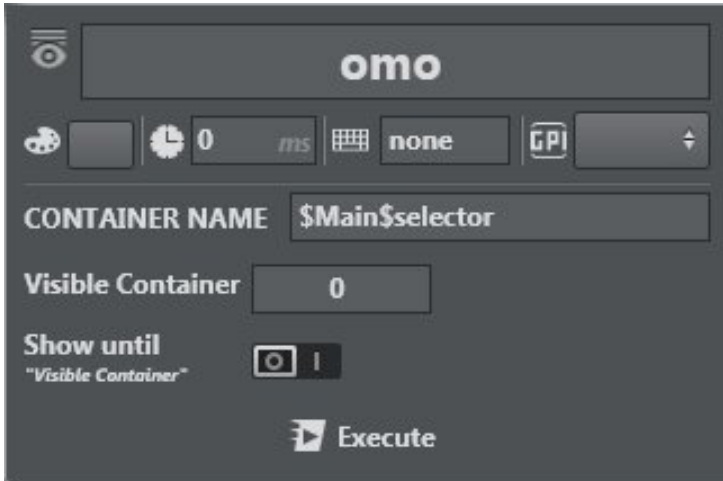 omo
0 ms none GPI
CONTAINER NAME $Main$selector
Visible Container 0
Show until
"Visible Container"
O I
Execute